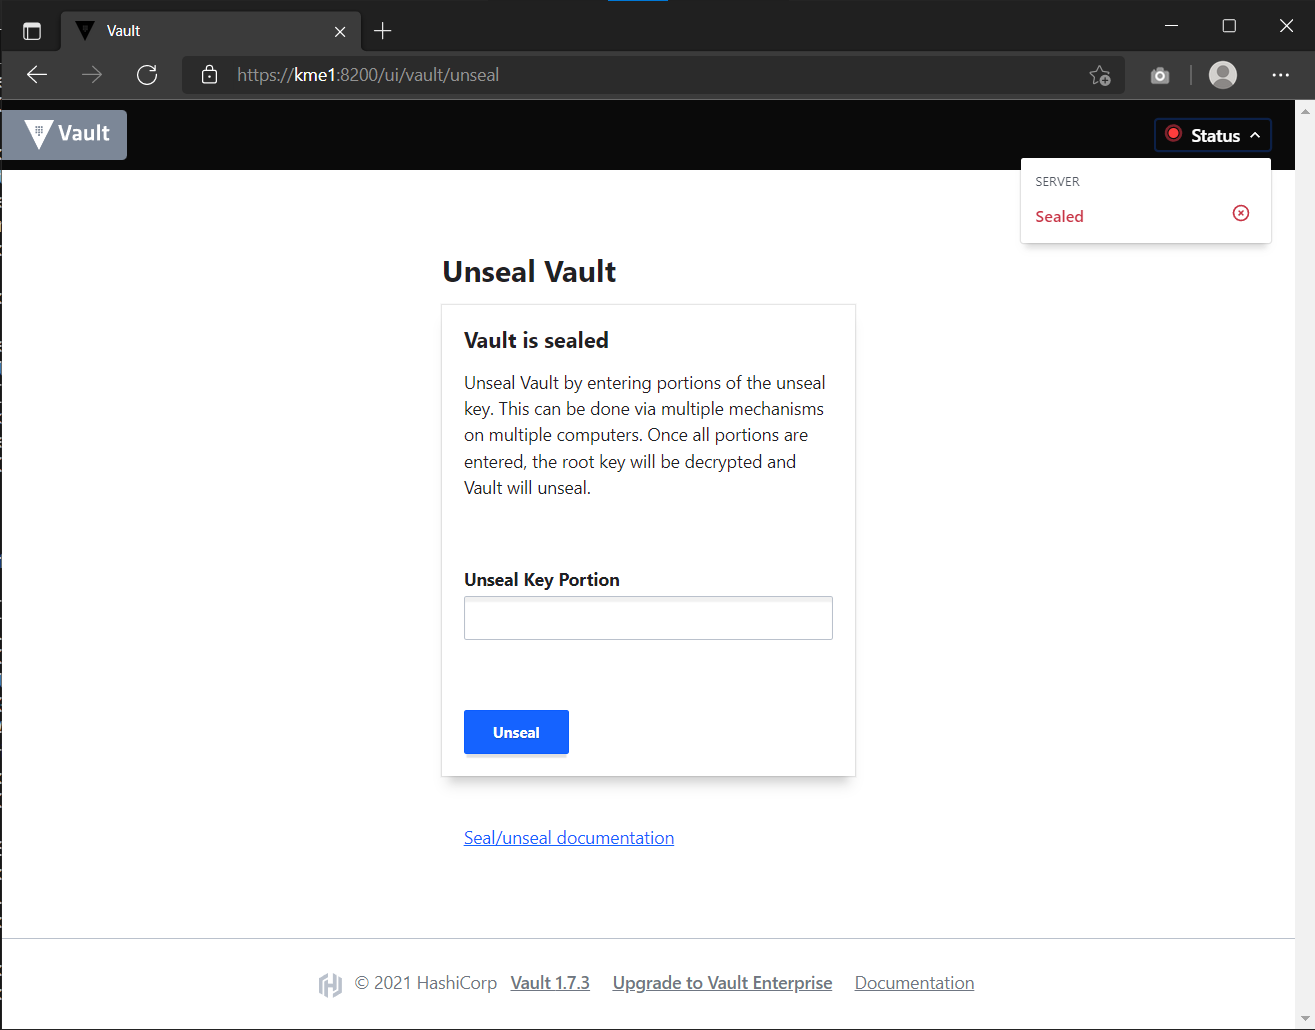 Vault
https://kme1:8200/ui/vault/unseal
Vault
Status
SERVER
Sealed
Unseal Vault
Vault is sealed
Unseal Vault by entering portions of the unseal
key. This can be done via multiple mechanisms
on multiple computers. Once all portions are
entered, the root key will be decrypted and
Vault will unseal.
Unseal Key Portion
Unseal
Seal/unseal documentation
© 2021 HashiCorp Vault 1.7.3 Upgrade to Vault Enterprise Documentation